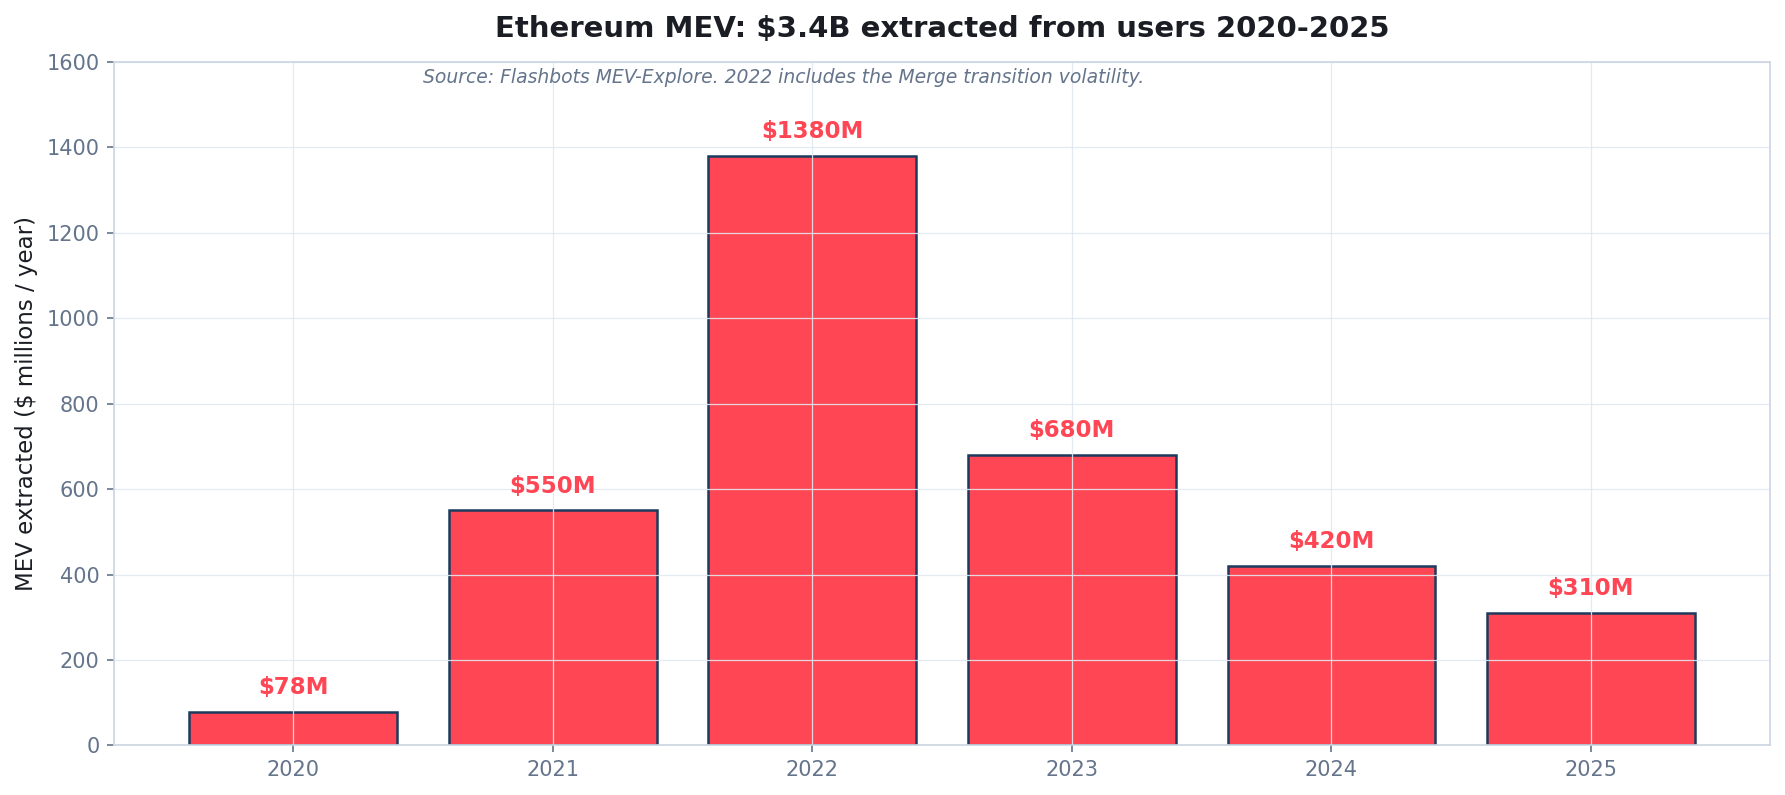 Ethereum MEV: $3.4B extracted from users 2020-2025
Source: Flashbots MEV-Explore. 2022 includes the Merge transition volatility.
MEV extracted ($ millions / year)
1600
1400
1200
1000
800
600
400
200
0
$78M
$550M
$1380M
$680M
$420M
$310M
2020
2021
2022
2023
2024
2025